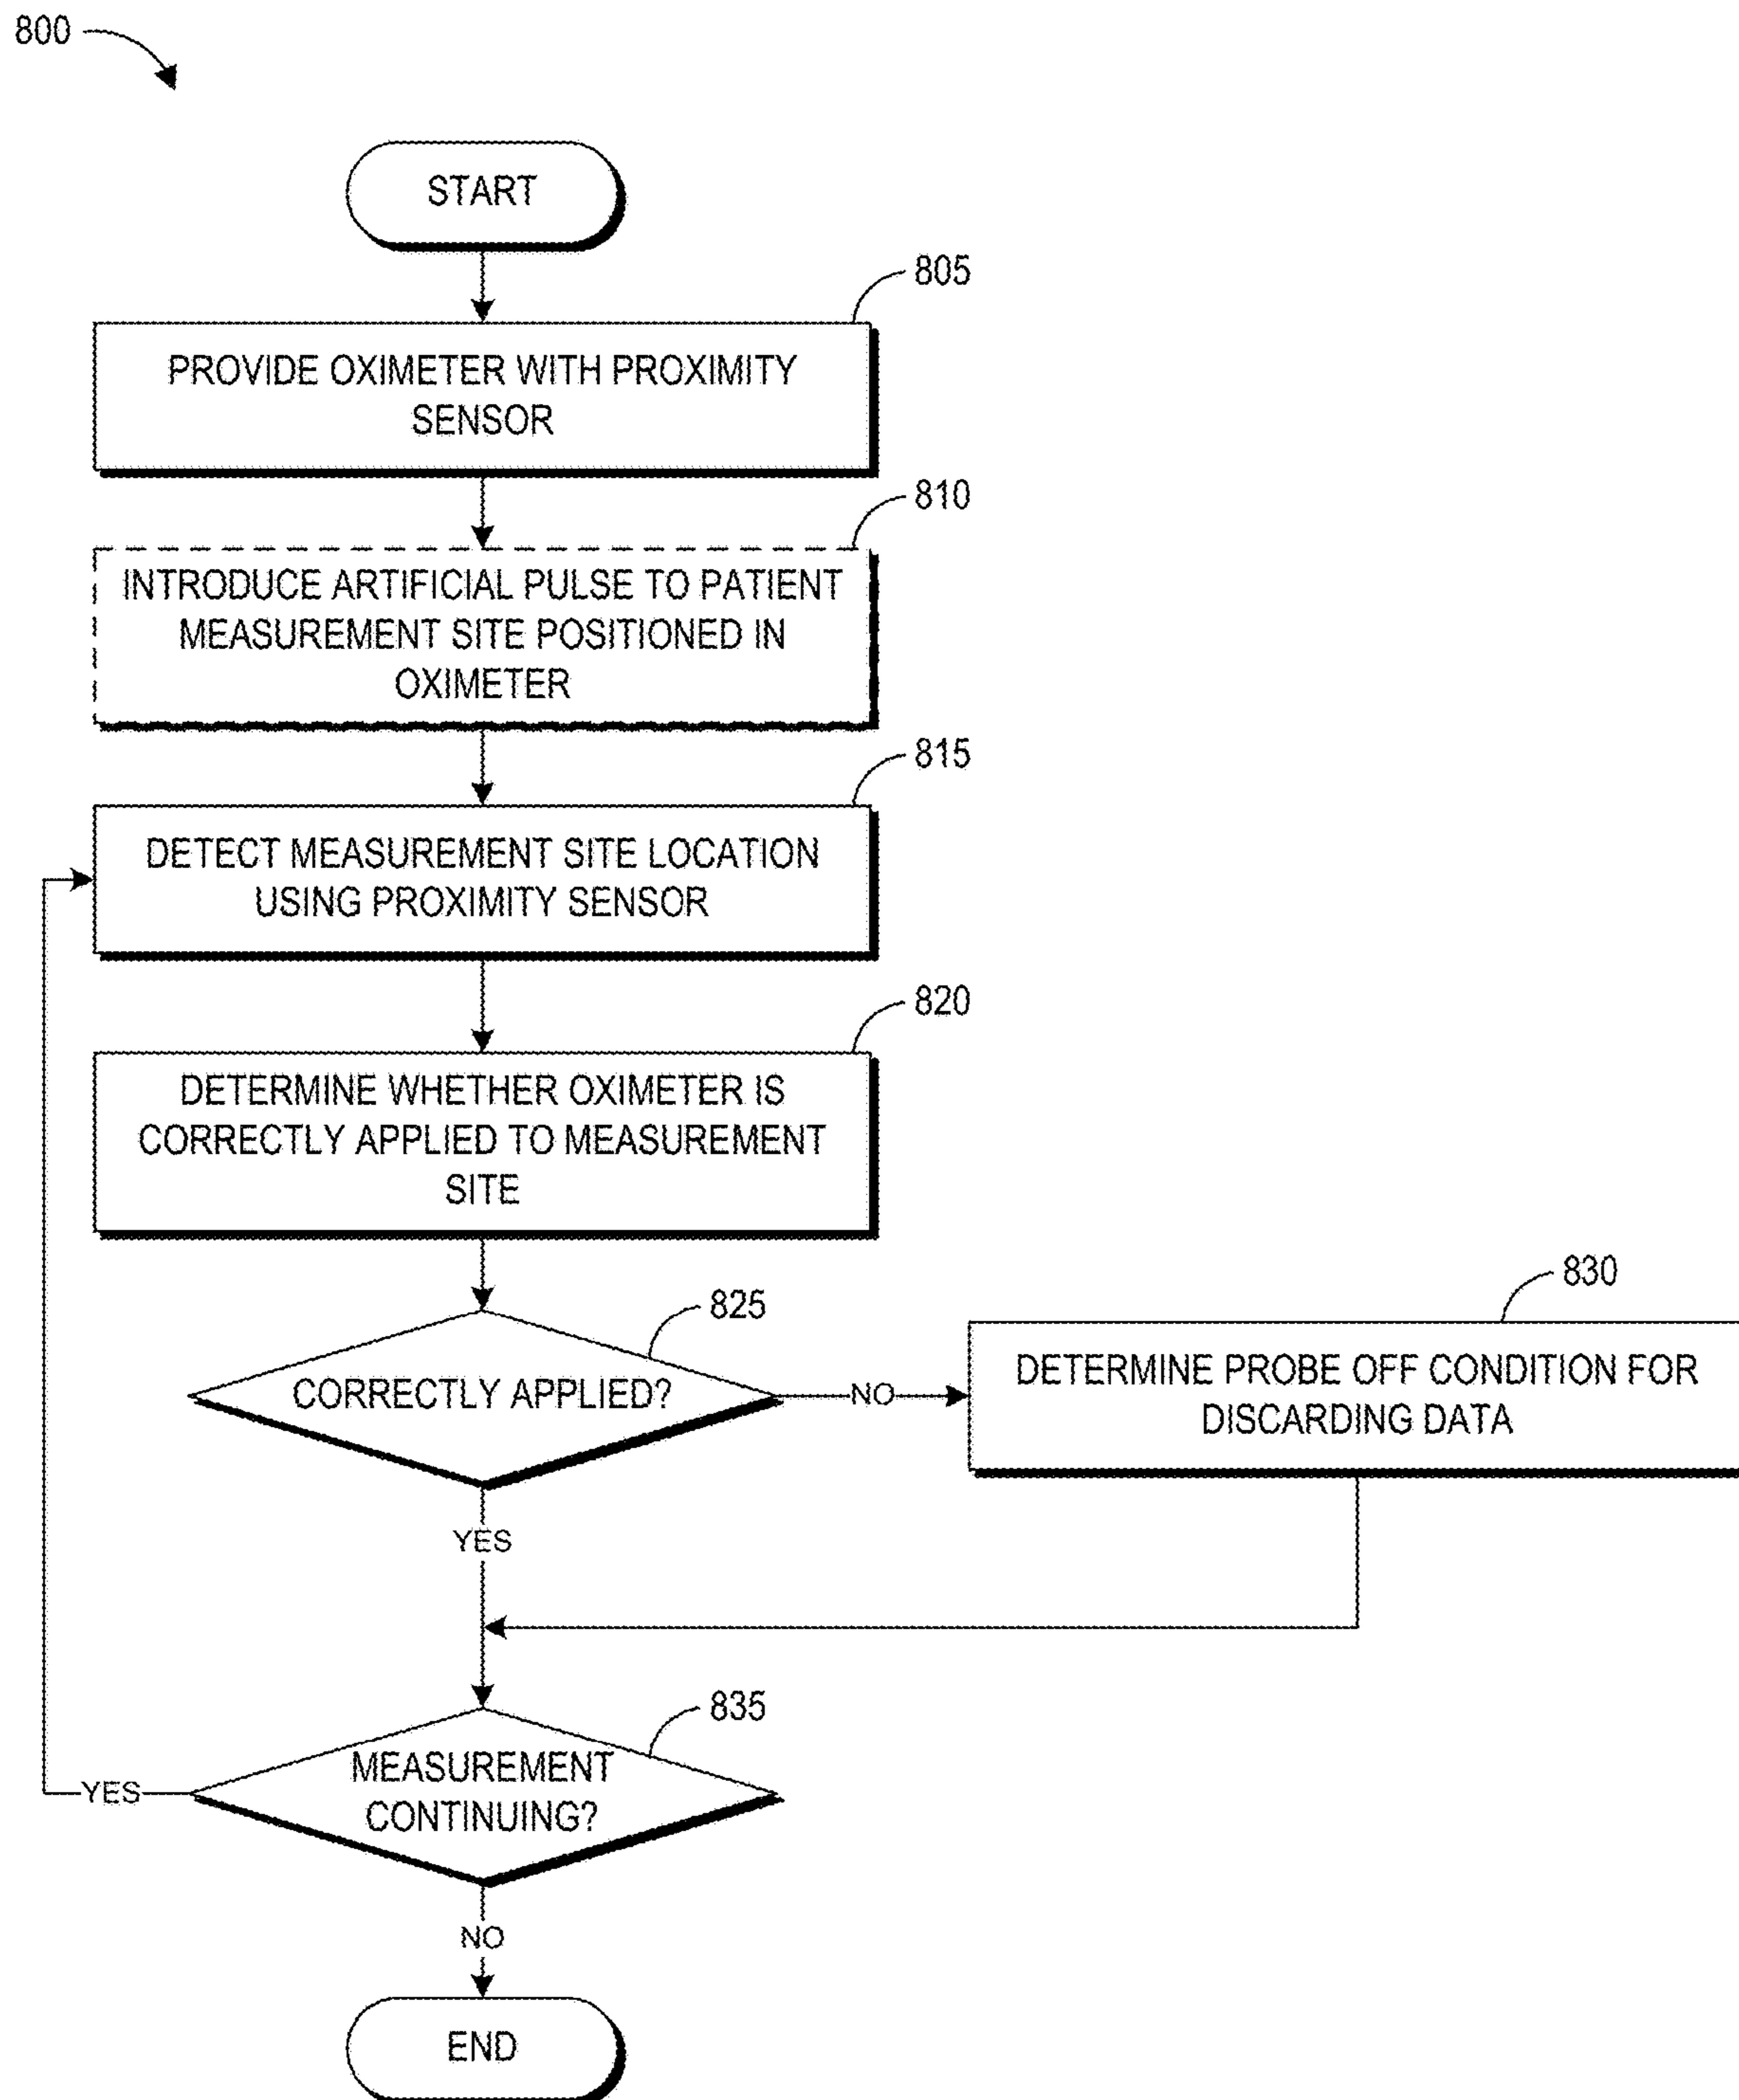 800
START
805
PROVIDE OXIMETER WITH PROXIMITY
SENSOR
810
INTRODUCE ARTIFICIAL PULSE TO PATIENT
MEASUREMENT SITE POSITIONED IN
OXIMETER
815
DETECT MEASUREMENT SITE LOCATION
USING PROXIMITY SENSOR
820
DETERMINE WHETHER OXIMETER IS
CORRECTLY APPLIED TO MEASUREMENT
SITE
825
CORRECTLY APPLIED?
NO
830
DETERMINE PROBE OFF CONDITION FOR
DISCARDING DATA
YES
835
MEASUREMENT
CONTINUING?
YES
NO
END